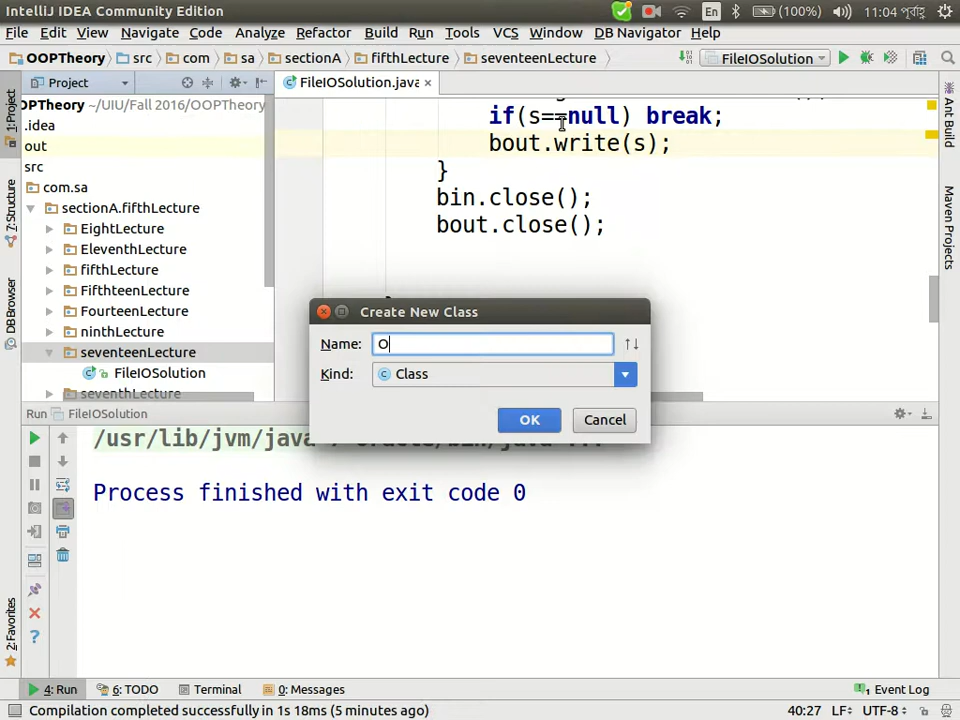 IntelliJ IDEA Community Edition
En (100%) 11:04 পূর্বাহ্ণ
File Edit View Navigate Code Analyze Refactor Build Run Tools VCS Window DB Navigator Help
OOPTheory src com sa sectionA fifthLecture seventeenLecture FileIOSolution
Project FileIOSolution.java
OPTheory ~/UIU/Fall 2016/OOPTheory
.idea
if(s==null) break;
out
bout.write(s);
src
}
com.sa
bin.close();
sectionA.fifthLecture
bout.close();
EightLecture
EleventhLecture
fifthLecture
FifthteenLecture
FourteenLecture
ninthLecture
seventeenLecture
FileIOSolution
seventhLecture
Create New Class
Name: O
Kind: Class
OK Cancel
1: Project
7: Structure
DB Browser
2: Favorites
Ant Build
Maven Projects
Run FileIOSolution
Process finished with exit code 0
4: Run 6: TODO Terminal 0: Messages Event Log
Compilation completed successfully in 1s 18ms (5 minutes ago) 40:27 LF UTF-8